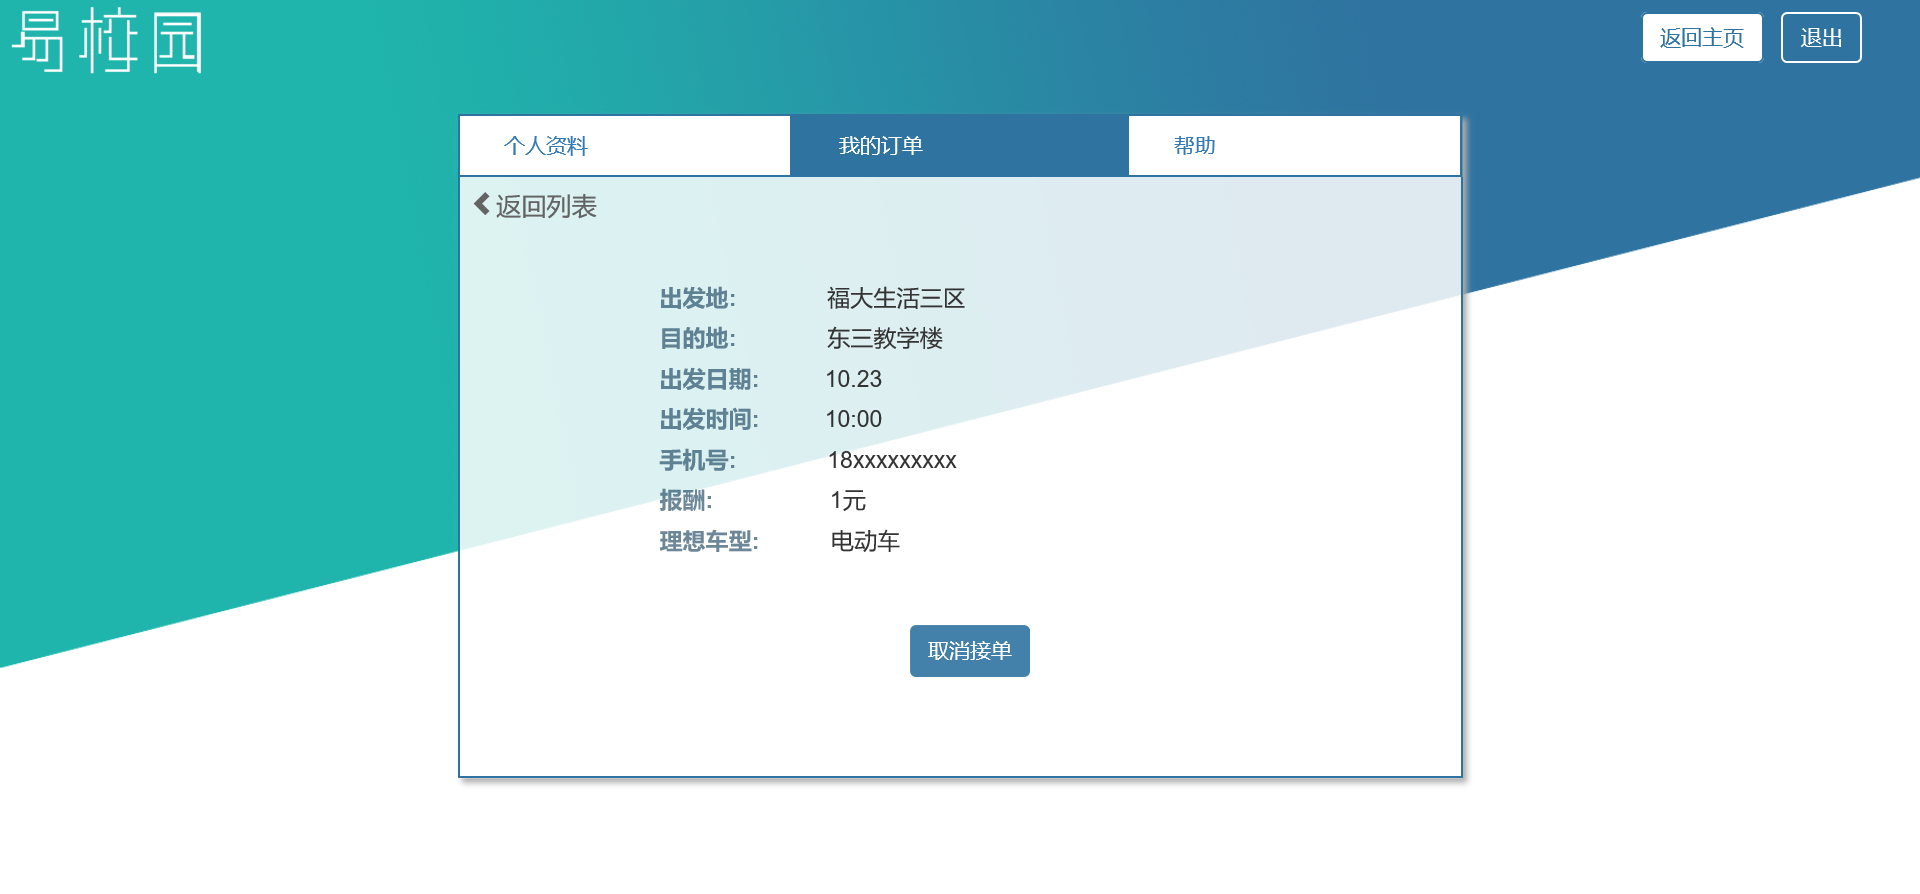 易校园
返回主页 退出
个人资料 我的订单 帮助
返回列表
出发地: 福大生活三区
目的地: 东三教学楼
出发日期: 10.23
出发时间: 10:00
手机号: 18xxxxxxxxx
报酬: 1元
理想车型: 电动车
取消接单